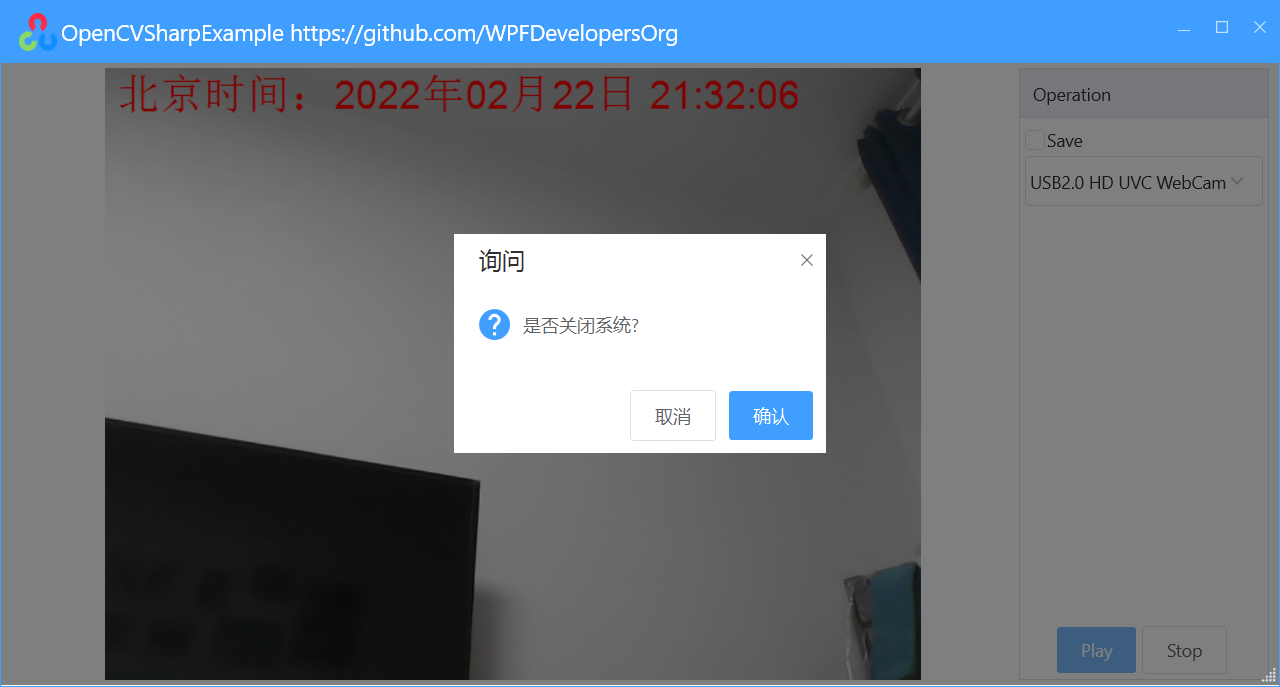 OpenCVSharpExample https://github.com/WPFDevelopersOrg
北京时间：2022年02月22日 21:32:06
Operation
Save
USB2.0 HD UVC WebCam
询问
是否关闭系统?
取消 确认
Play Stop